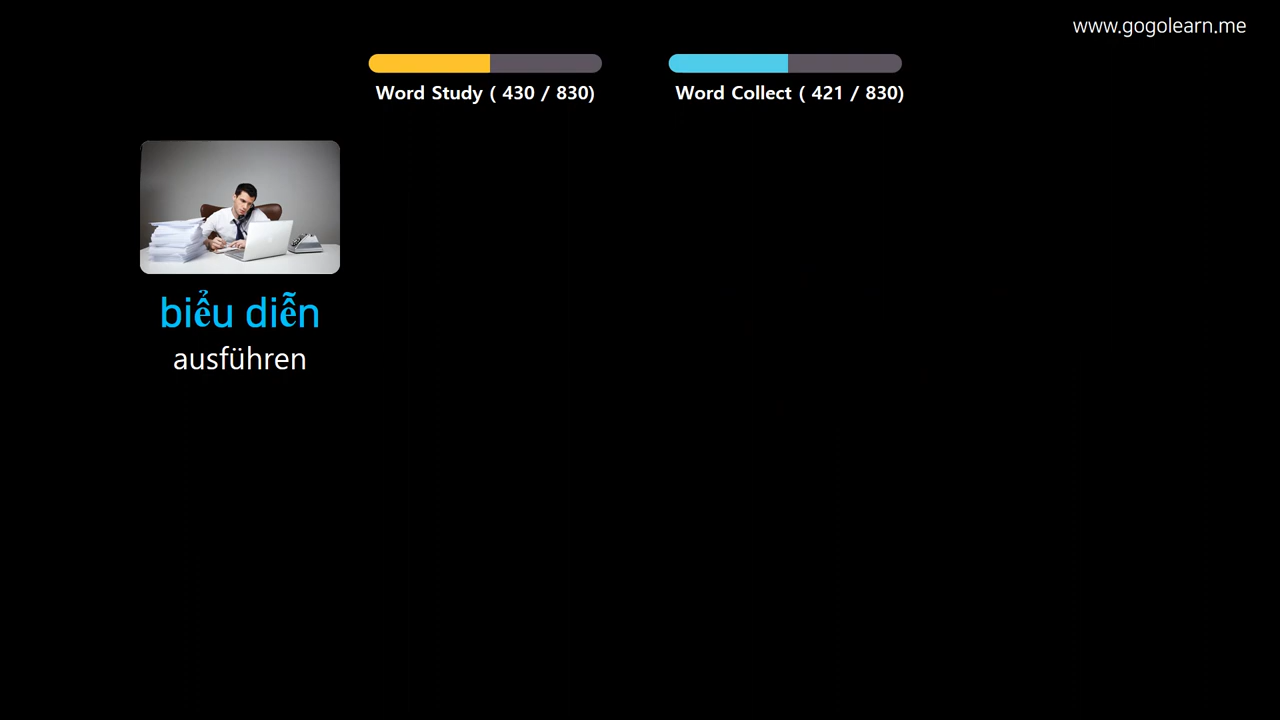 www.gogolearn.me
Word Study ( 430 / 830)
Word Collect ( 421 / 830)
biểu diễn
ausführen